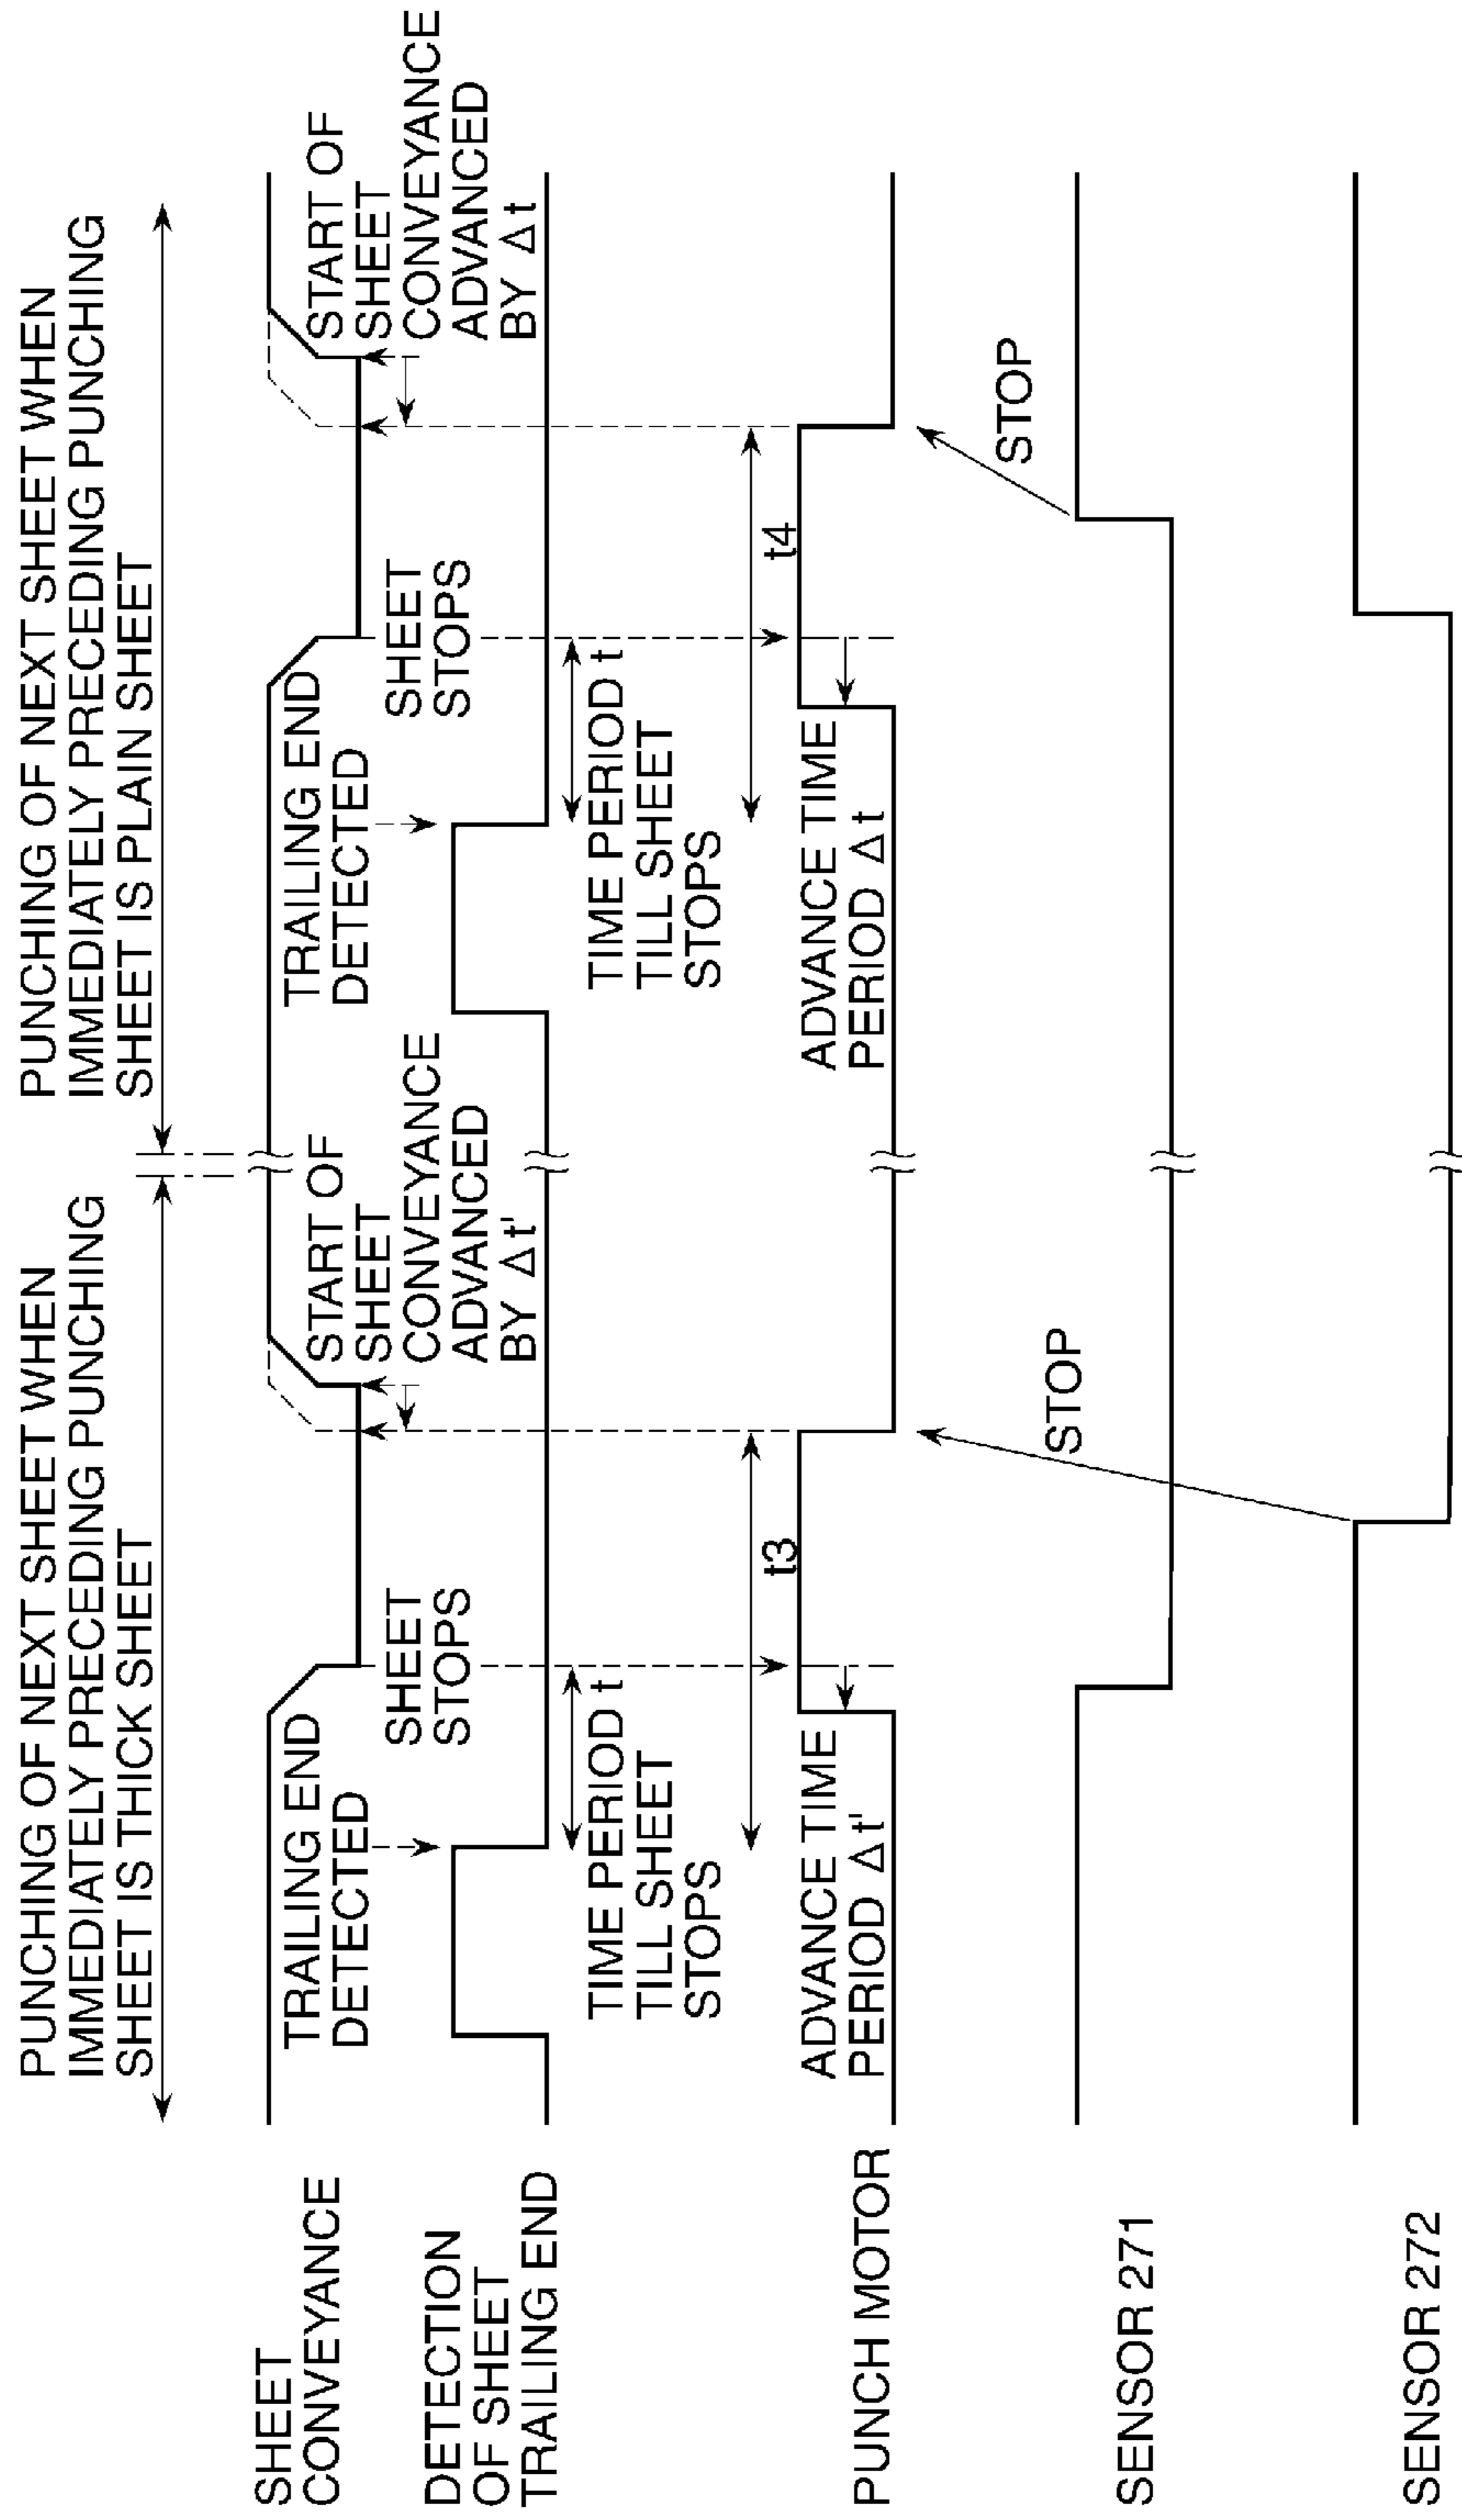 PUNCHING OF NEXT SHEET WHEN
IMMEDIATELY PRECEDING PUNCHING
SHEET IS THICK SHEET
PUNCHING OF NEXT SHEET WHEN
IMMEDIATELY PRECEDING PUNCHING
SHEET IS PLAIN SHEET
SHEET
CONVEYANCE
TRAILING END
DETECTED
SHEET
STOPS
START OF
SHEET
CONVEYANCE
ADVANCED
BY Δt'
TRAILING END
DETECTED
SHEET
STOPS
START OF
SHEET
CONVEYANCE
ADVANCED
BY Δt
DETECTION
OF SHEET
TRAILING END
TIME PERIOD t
TILL SHEET
STOPS
TIME PERIOD t
TILL SHEET
STOPS
t3
t4
PUNCH MOTOR
ADVANCE TIME
PERIOD Δt'
ADVANCE TIME
PERIOD Δt
STOP
STOP
SENSOR 271
SENSOR 272